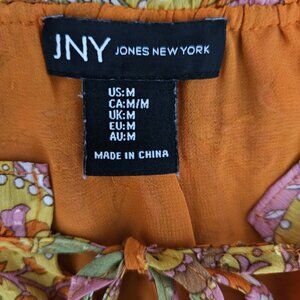 JNY JONES NEW YORK
US:M
CA:M/M
UK:M
EU:M
AU:M
MADE IN CHINA